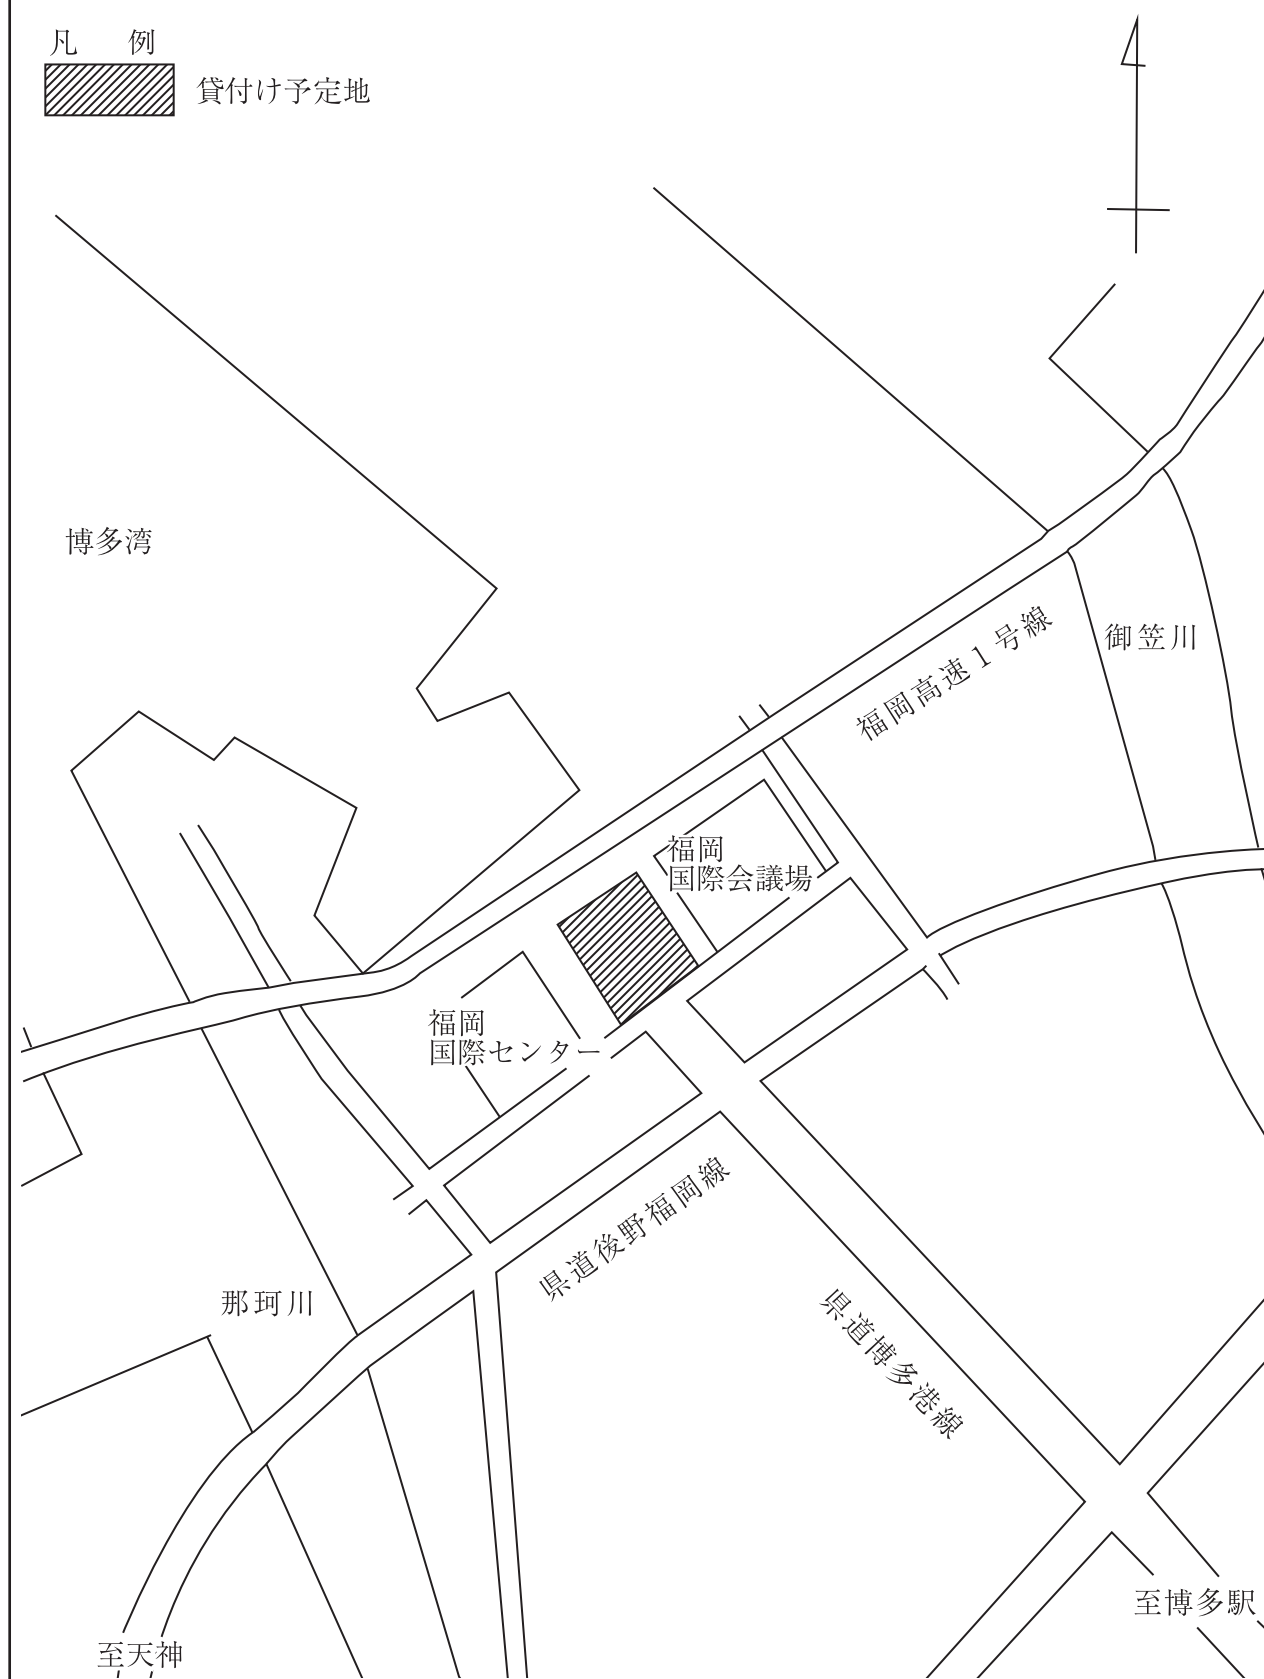 凡例
貸付け予定地
博多湾
御笠川
福岡高速1号線
福岡
国際会議場
福岡
国際センター
県道後野福岡線
那珂川
県道博多港線
至博多駅
至天神